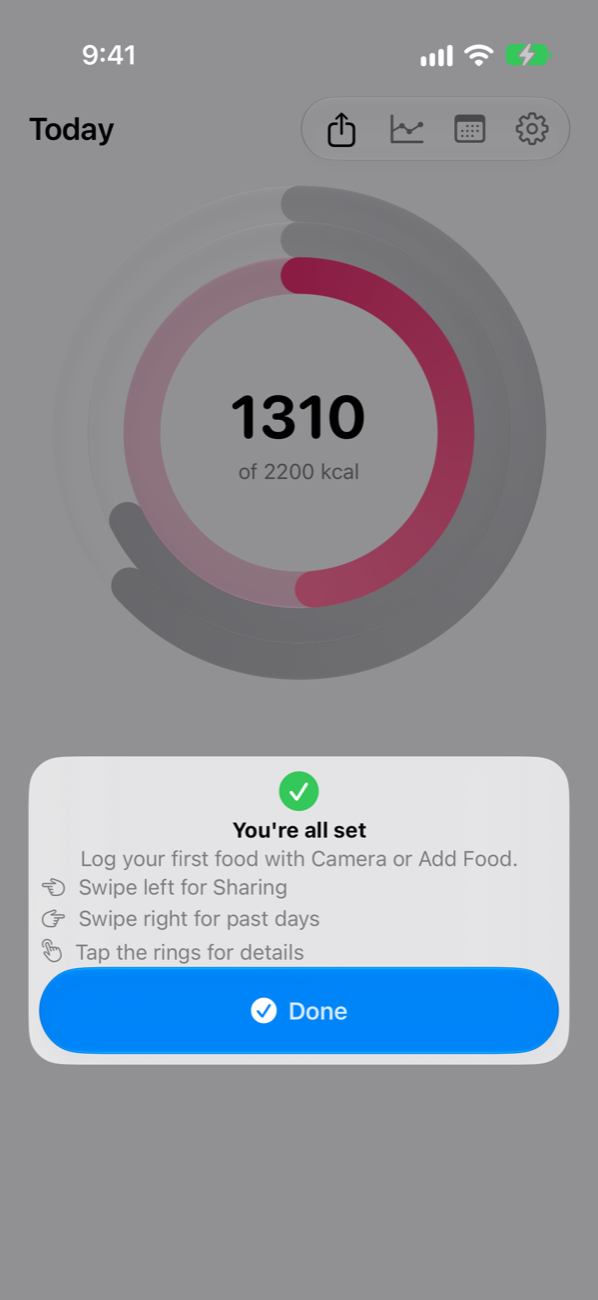 9:41
Today
1310
of 2200 kcal
You're all set
Log your first food with Camera or Add Food.
Swipe left for Sharing
Swipe right for past days
Tap the rings for details
Done